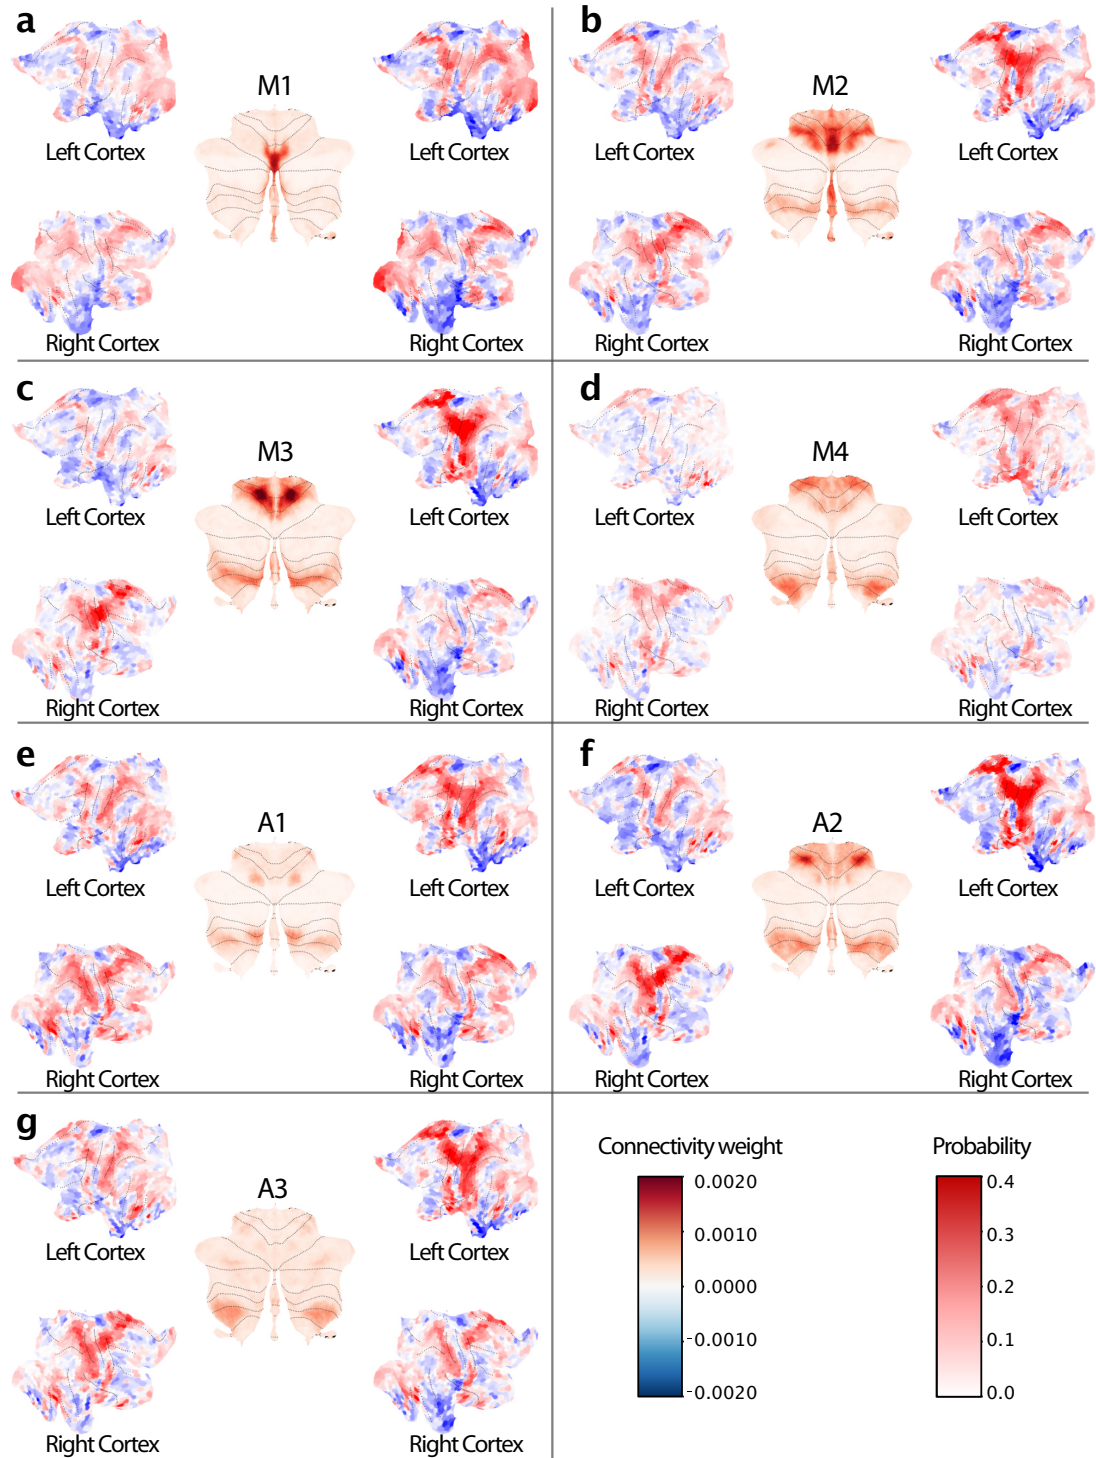 a
M1
Left Cortex
Left Cortex
Right Cortex
Right Cortex
b
M2
Left Cortex
Left Cortex
Right Cortex
Right Cortex
c
M3
Left Cortex
Left Cortex
Right Cortex
Right Cortex
d
M4
Left Cortex
Left Cortex
Right Cortex
Right Cortex
e
A1
Left Cortex
Left Cortex
Right Cortex
Right Cortex
f
A2
Left Cortex
Left Cortex
Right Cortex
Right Cortex
g
A3
Left Cortex
Left Cortex
Right Cortex
Right Cortex
Connectivity weight
0.0020
0.0010
0.0000
-0.0010
-0.0020
Probability
0.4
0.3
0.2
0.1
0.0